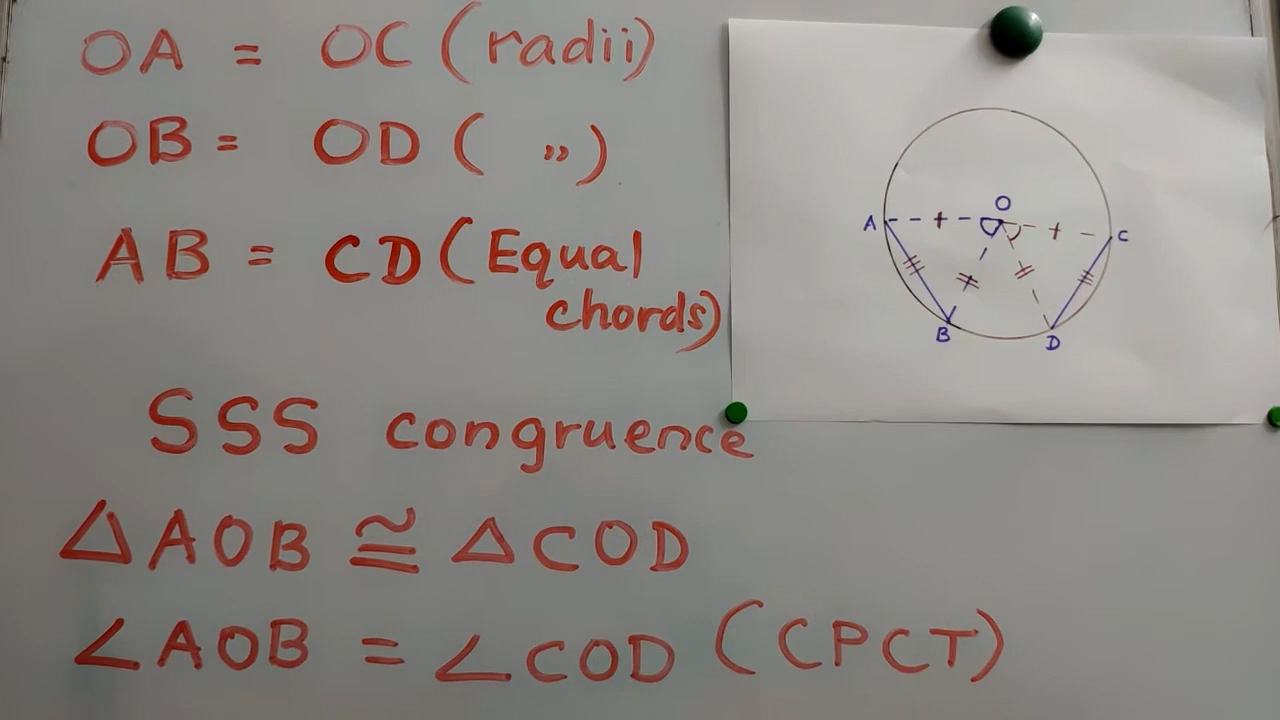 OA = OC (radii)
OB = OD ( ,, )
AB = CD (Equal
chords)
SSS congruence
△AOB ≅ △COD
∠AOB = ∠COD (CPCT)
O
A
C
B
D